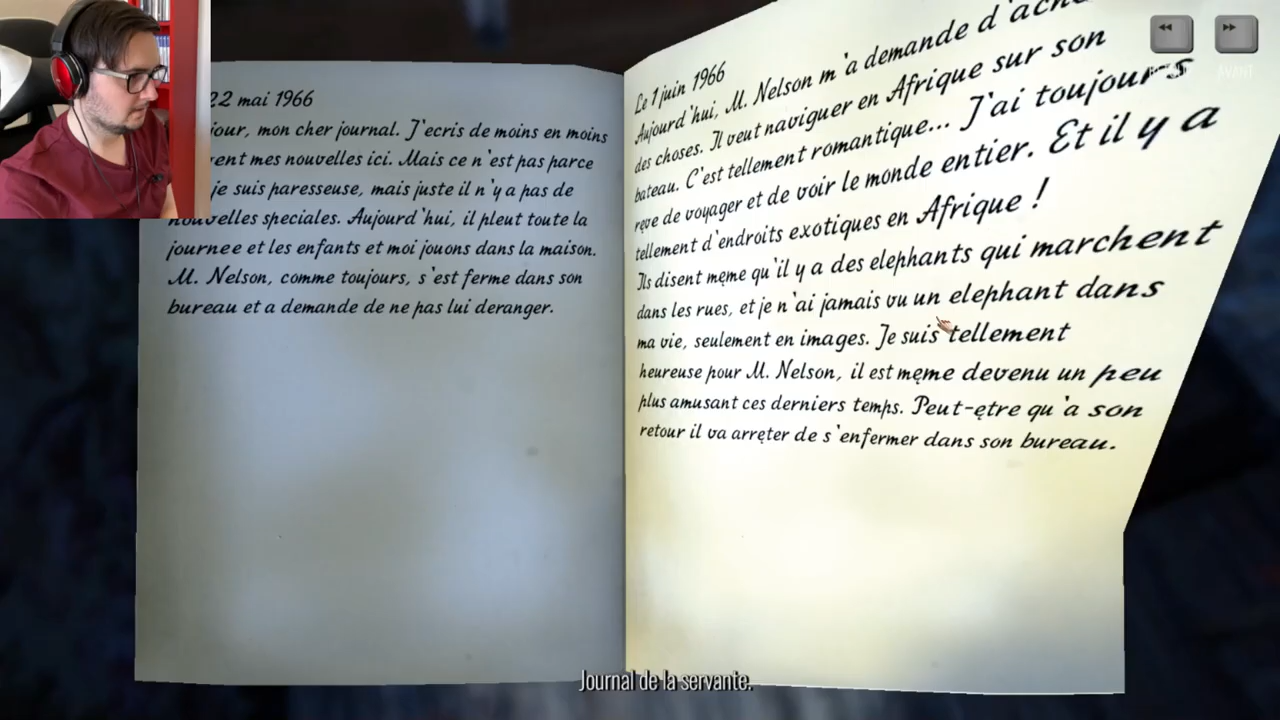 22 mai 1966
jour, mon cher journal. J'ecris de moins en moins
mes nouvelles ici. Mais ce n'est pas parce
je suis paresseuse, mais juste il n'y a pas de
nouvelles speciales. Aujourd'hui, il pleut toute la
journee et les enfants et moi jouons dans la maison.
M. Nelson, comme toujours, s'est ferme dans son
bureau et a demande de ne pas lui deranger.
Le 1 juin 1966
Aujourd'hui, M. Nelson m'a demande
des choses. Il veut naviguer en Afrique sur son
bateau. C'est tellement romantique... J'ai toujours
ręve de voyager et de voir le monde entier. Et il y a
tellement d'endroits exotiques en Afrique !
Ils disent męme qu'il y a des elephants qui marchent
dans les rues, et je n'ai jamais vu un elephant dans
ma vie, seulement en images. Je suis tellement
heureuse pour M. Nelson, il est męme devenu un peu
plus amusant ces derniers temps. Peut-ętre qu'a son
retour il va arręter de s'enfermer dans son bureau.
Journal de la servante.